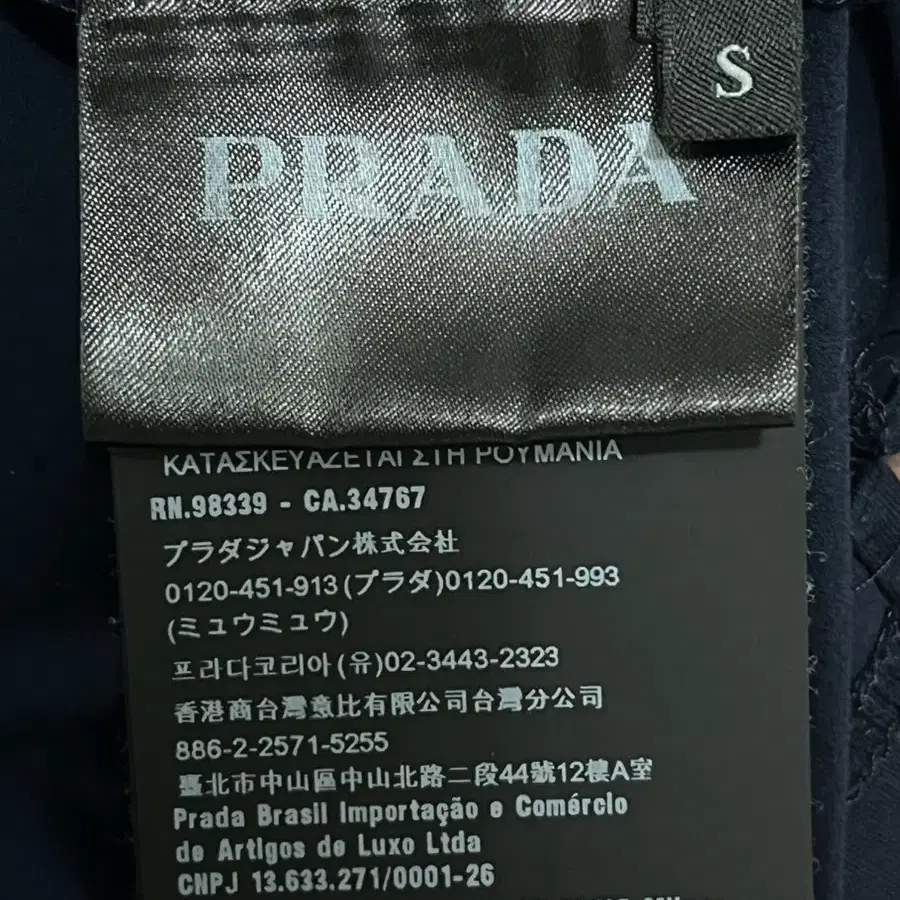 S
PRADA
ΚΑΤΑΣΚΕΥΑΖΕΤΑΙ ΣΤΗ ΡΟΥΜΑΝΙΑ
RN.98339 - CA.34767
プラダジャパン株式会社
0120-451-913(プラダ)0120-451-993
(ミュウミュウ)
프라다코리아(유)02-3443-2323
香港商台灣意比有限公司台灣分公司
886-2-2571-5255
臺北市中山區中山北路二段44號12樓A室
Prada Brasil Importação e Comércio
de Artigos de Luxo Ltda
CNPJ 13.633.271/0001-26